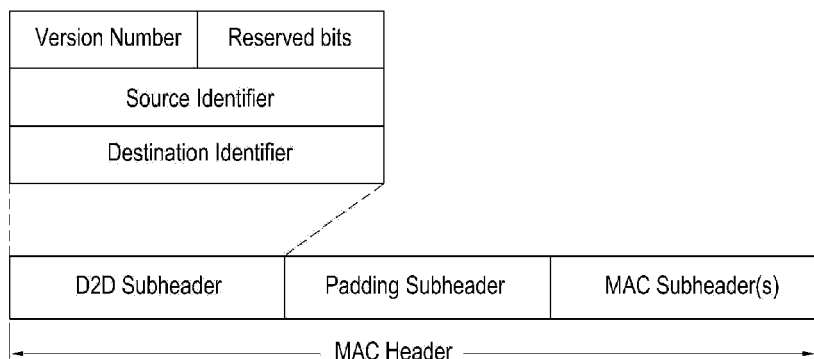 Version Number Reserved bits
Source Identifier
Destination Identifier
D2D Subheader Padding Subheader MAC Subheader(s)
MAC Header